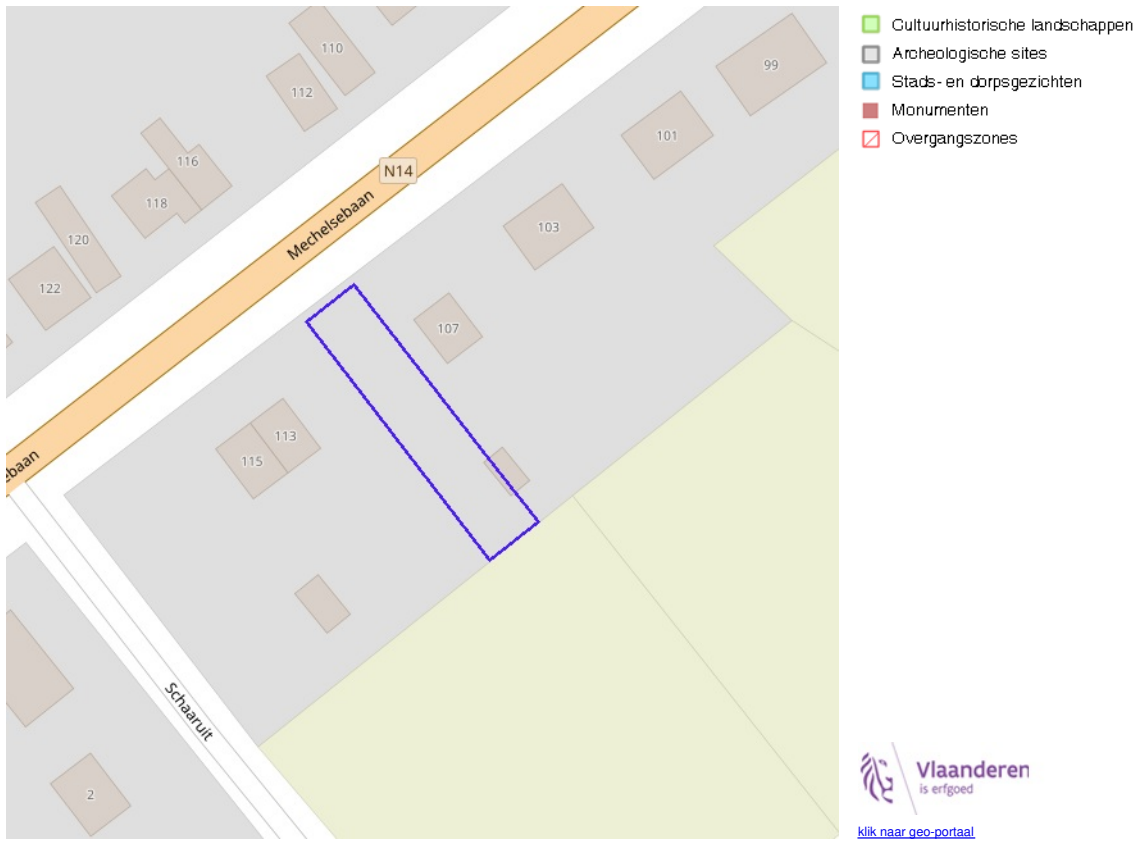 110
99
112
101
116
N14
118
Mechelsebaan
103
120
122
107
113
115
ebaan
Schaaruit
2
Cultuurhistorische landschappen
Archeologische sites
Stads- en dorpsgezichten
Monumenten
Overgangszones
Vlaanderen
is erfgoed
klik naar geo-portaal